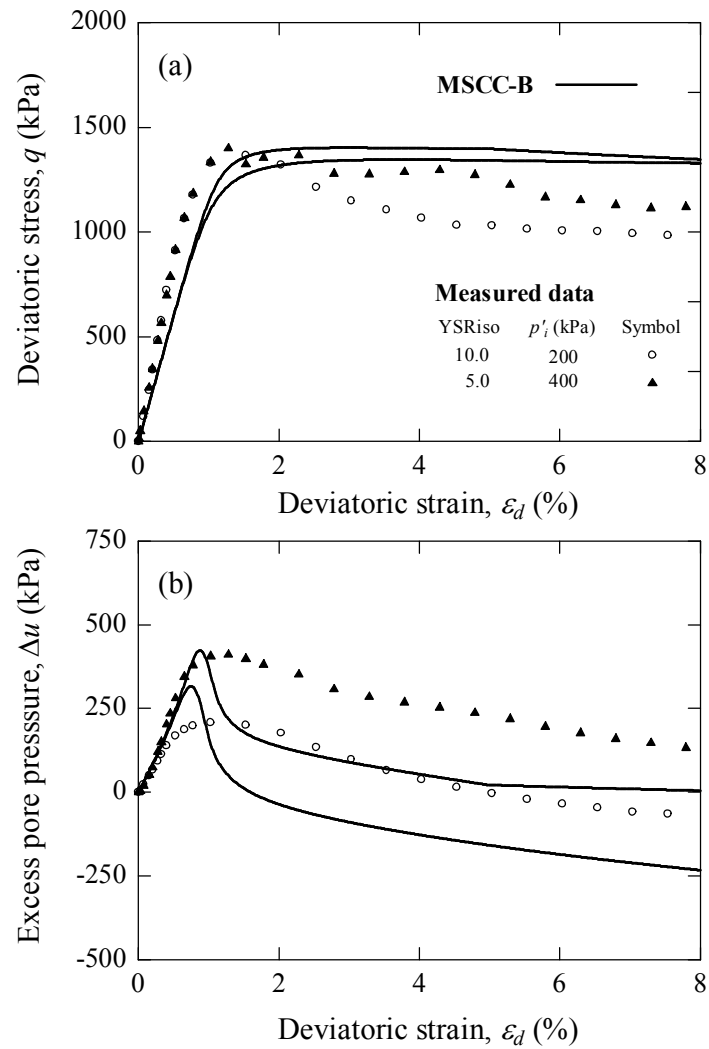 2000
(a)
MSCC-B
1500
1000
Measured data
YSRiso p′i (kPa) Symbol
500
10.0 200
5.0 400
0
0 2 4 6 8
Deviatoric stress, q (kPa)
Deviatoric strain, εd (%)
750
(b)
500
250
0
-250
-500
0 2 4 6 8
Excess pore presssure, Δu (kPa)
Deviatoric strain, εd (%)